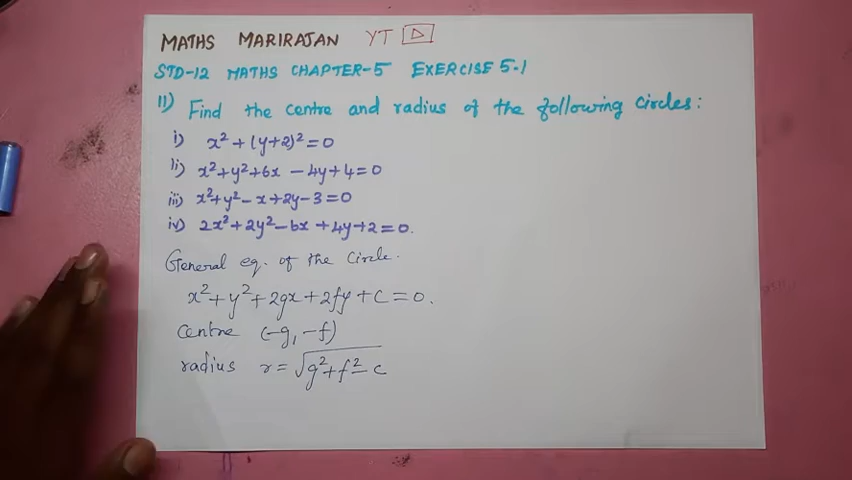 MATHS MARIRAJAN YT ▷
STD-12 MATHS CHAPTER-5 EXERCISE 5.1
11) Find the centre and radius of the following circles:
i) x² + (y+2)² = 0
ii) x² + y² + 6x - 4y + 4 = 0
iii) x² + y² - x + 2y - 3 = 0
iv) 2x² + 2y² - 6x + 4y + 2 = 0.
General eq. of the Circle.
x² + y² + 2gx + 2fy + c = 0.
Centre (-g, -f)
radius r = √g² + f² - c